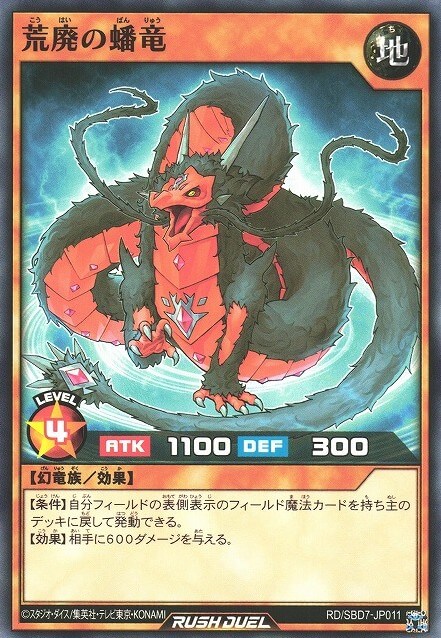 荒廃の蟠竜
地
LEVEL
4
ATK 1100 DEF 300
【幻竜族/効果】
【条件】自分フィールドの表側表示のフィールド魔法カードを持ち主の
デッキに戻して発動できる。
【効果】相手に600ダメージを与える。
©スタジオ・ダイス/集英社・テレビ東京・KONAMI
RUSH DUEL
RD/SBD7-JP011